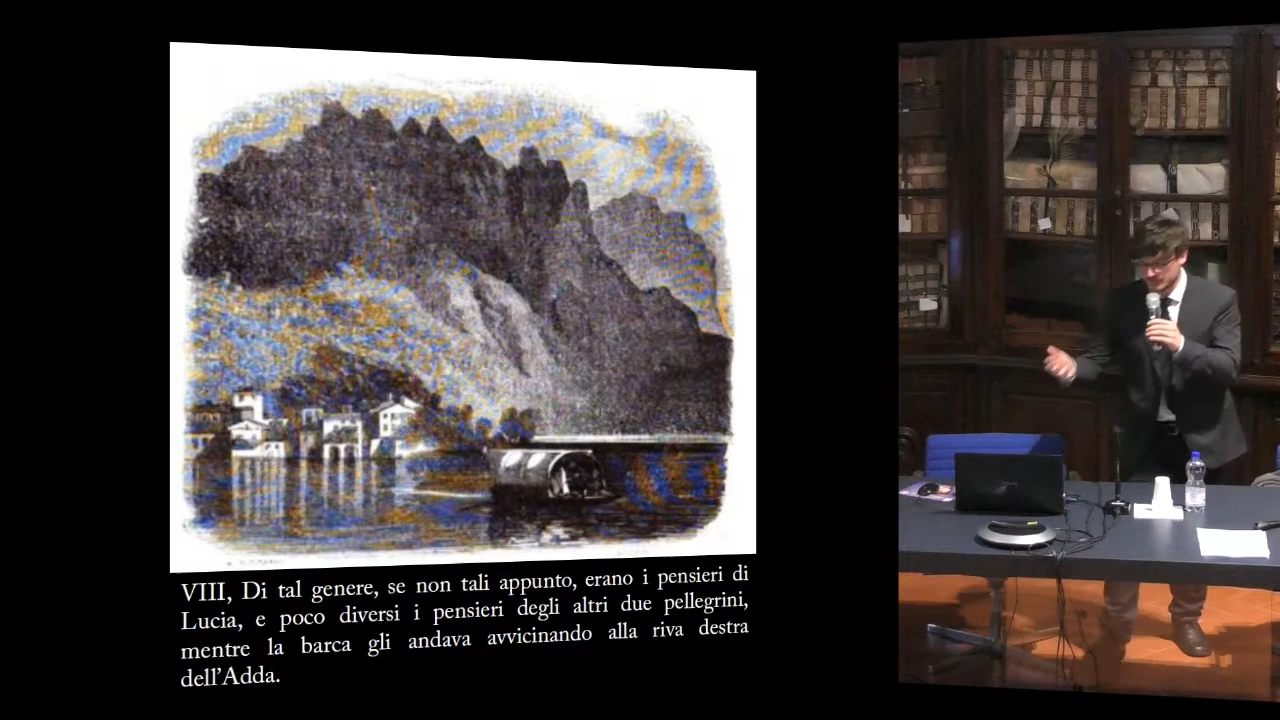 VIII, Di tal genere, se non tali appunto, erano i pensieri di
Lucia, e poco diversi i pensieri degli altri due pellegrini,
mentre la barca gli andava avvicinando alla riva destra
dell'Adda.